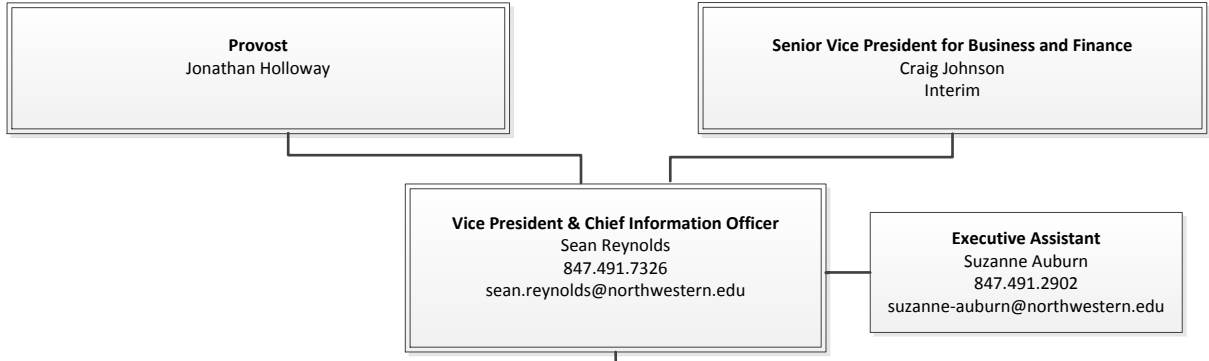 Provost
Jonathan Holloway
Senior Vice President for Business and Finance
Craig Johnson
Interim
Vice President & Chief Information Officer
Sean Reynolds
847.491.7326
sean.reynolds@northwestern.edu
Executive Assistant
Suzanne Auburn
847.491.2902
suzanne-auburn@northwestern.edu